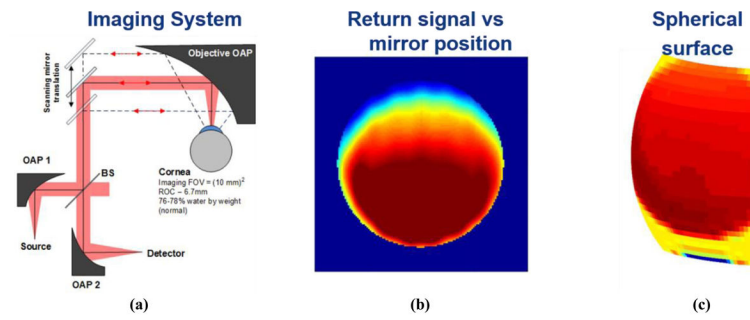 Imaging System
Objective OAP
Scanning mirror
translation
OAP 1
BS
Cornea
Imaging FOV = (10 mm)²
ROC ~ 6.7mm
76-78% water by weight
(normal)
Source
Detector
OAP 2
(a)
Return signal vs
mirror position
(b)
Spherical
surface
(c)